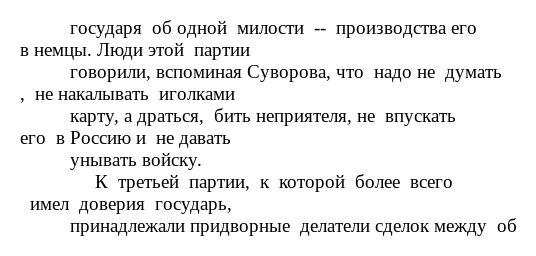 государя об одной милости -- производства его
в немцы. Люди этой партии
говорили, вспоминая Суворова, что надо не думать
, не накалывать иголками
карту, а драться, бить неприятеля, не впускать
его в Россию и не давать
унывать войску.
К третьей партии, к которой более всего
имел доверия государь,
принадлежали придворные делатели сделок между об